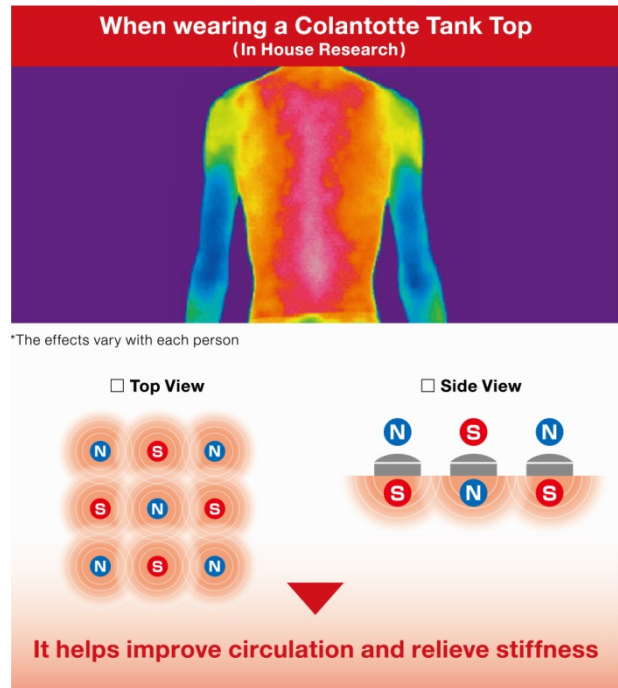 When wearing a Colantotte Tank Top
(In House Research)
*The effects vary with each person
□ Top View
□ Side View
N S N
N S N
S N S
S N S
N S N
It helps improve circulation and relieve stiffness